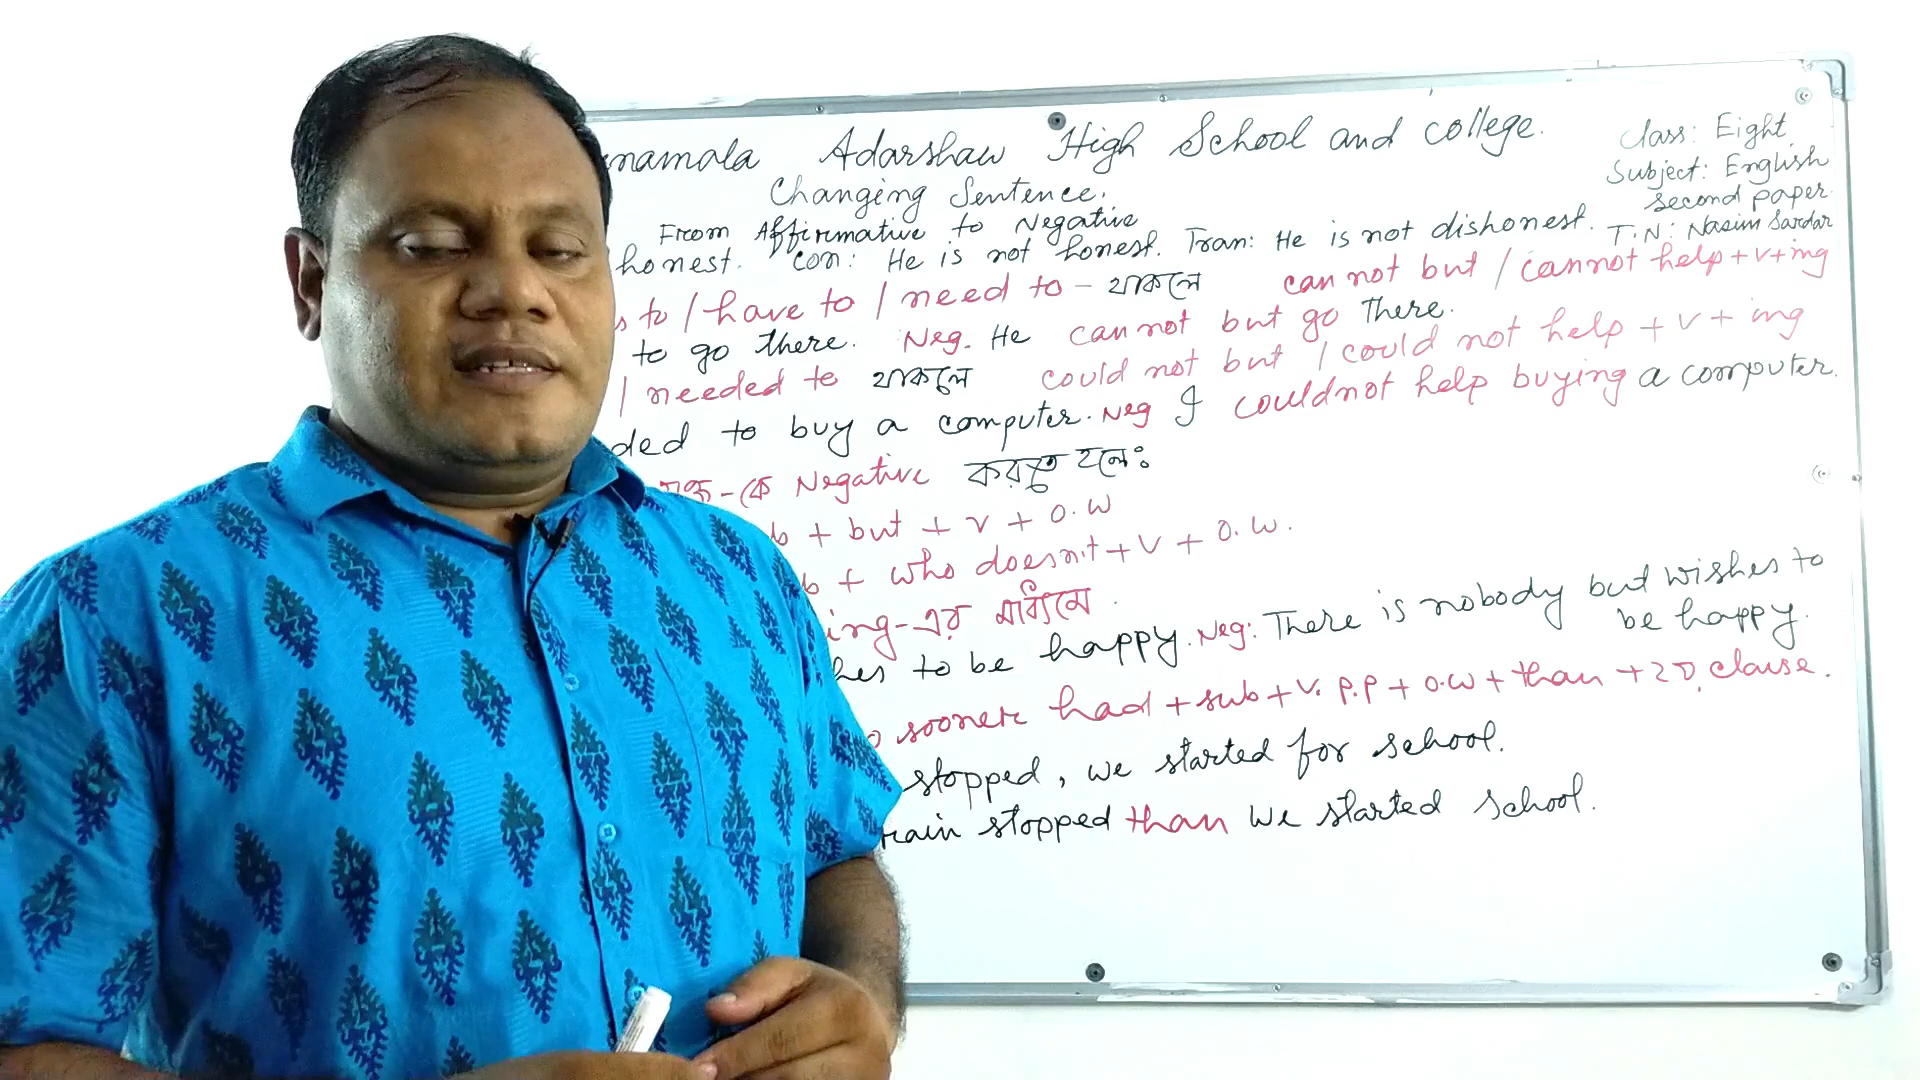 Adarshaw High School and college.
Class: Eight
Changing Sentence.
Subject: English
second paper
From Affirmative to Negative
T.N: Nasim Sardar
honest. con: He is not honest. Tran: He is not dishonest.
to / have to / need to - থাকলে can not but / cannot help + v + ing
to go there. Neg. He can not but go there.
/ needed to থাকলে could not but / could not help + v + ing
to buy a computer. Neg I couldnot help buying a computer.
কে Negative করতে হলেঃ
+ but + v + o.w
+ who doesn't + v + o.w.
ing-এর মাধ্যমে
to be happy. Neg: There is nobody but wishes to
be happy.
sooner had + sub + v. p.p + o.w + than + 2nd clause.
stopped, we started for school.
rain stopped than we started school.